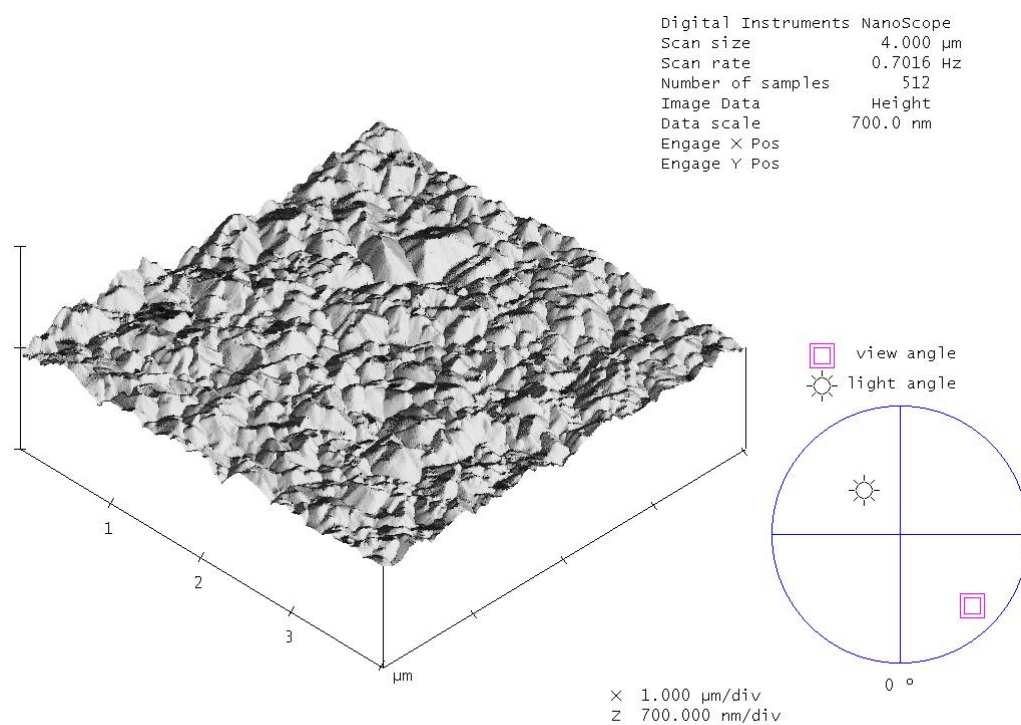 Digital Instruments NanoScope
Scan size 4.000 µm
Scan rate 0.7016 Hz
Number of samples 512
Image Data Height
Data scale 700.0 nm
Engage X Pos
Engage Y Pos
view angle
light angle
1
2
3
µm
0 °
X 1.000 µm/div
Z 700.000 nm/div